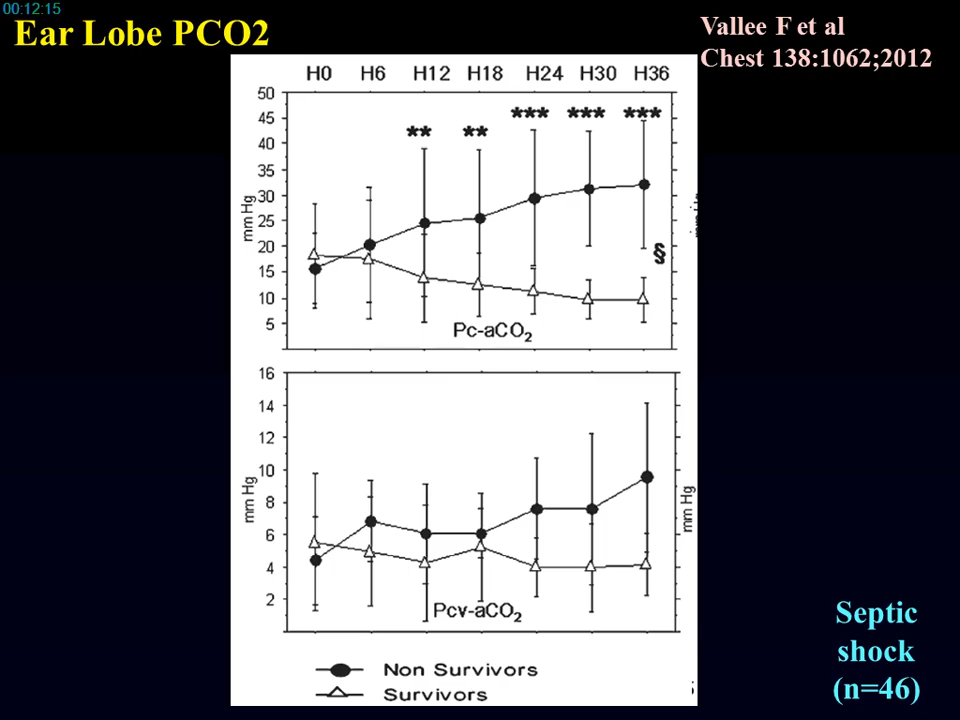 00:12:15
Ear Lobe PCO2
Vallee F et al
Chest 138:1062;2012
H0 H6 H12 H18 H24 H30 H36
50
45
40
35
30
25
20
15
10
5
mm Hg
** ** *** *** ***
§
Pc-aCO2
16
14
12
10
8
6
4
2
mm Hg
mm Hg
Pcv-aCO2
Non Survivors
Survivors
Septic
shock
(n=46)